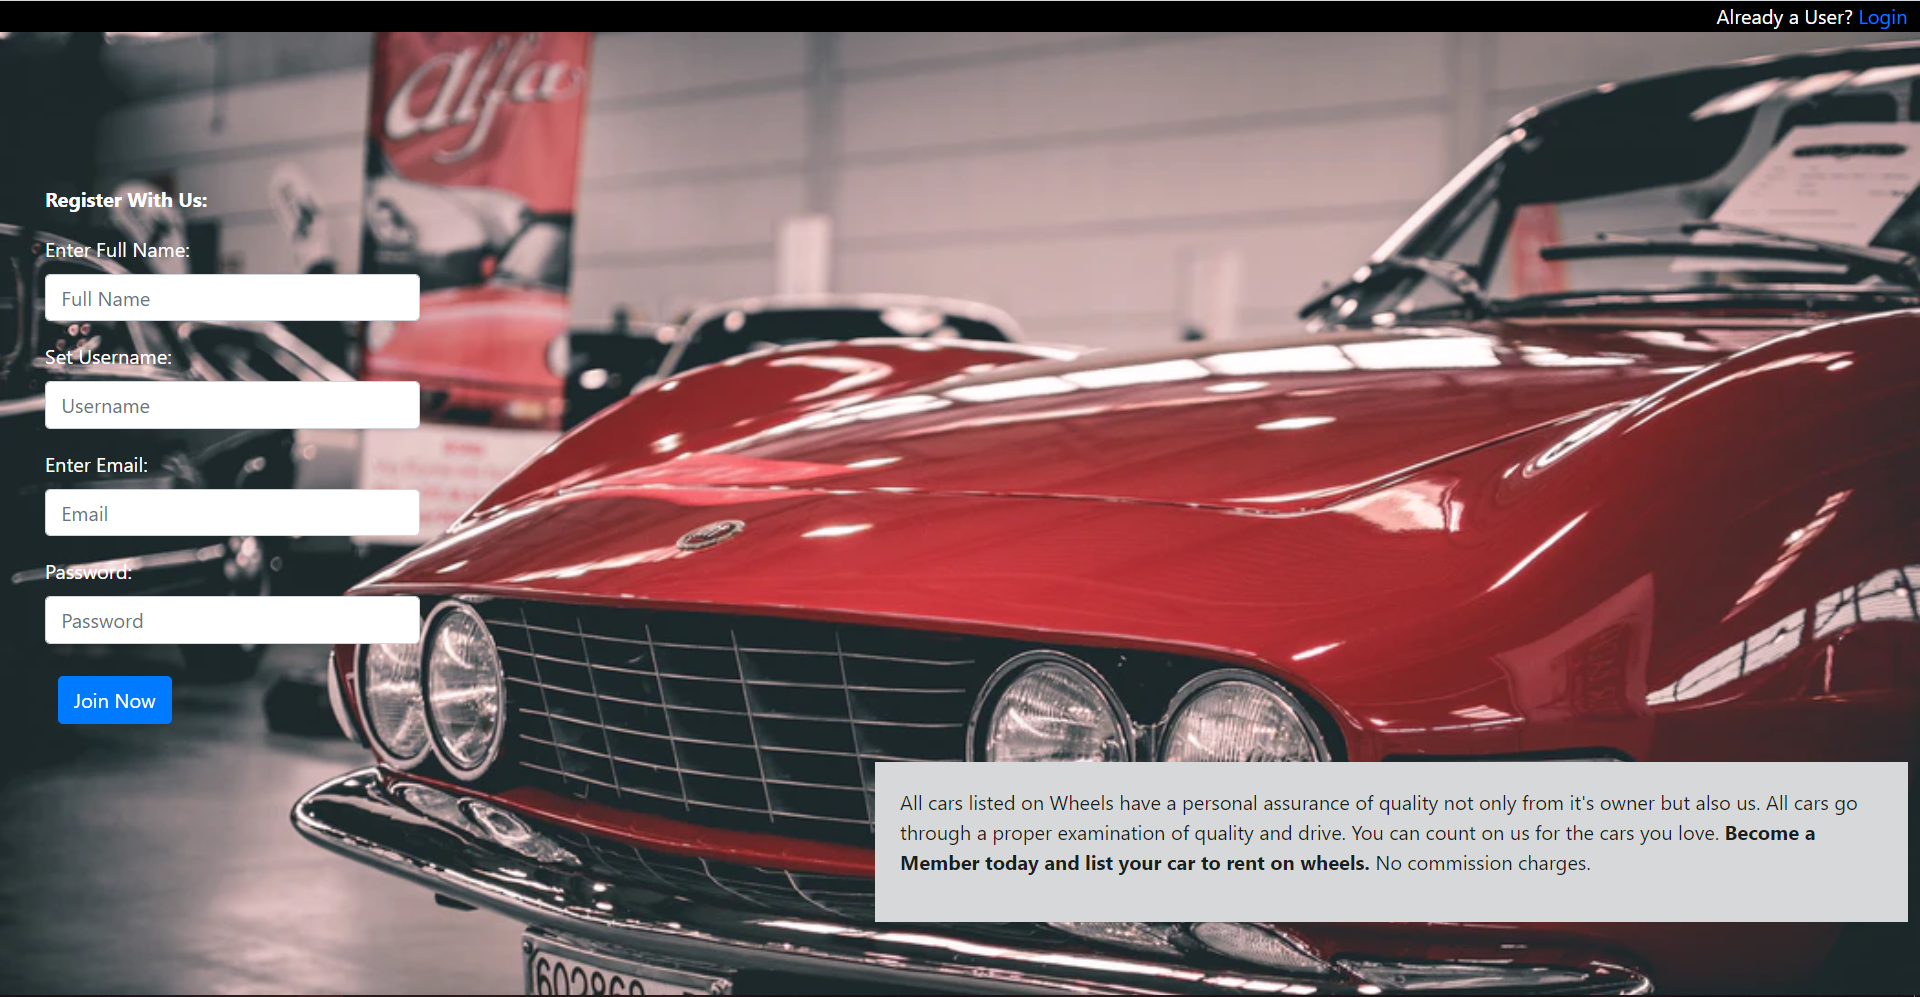 Already a User? Login
alfa
Register With Us:
Enter Full Name:
Full Name
Set Username:
Username
Enter Email:
Email
Password:
Password
Join Now
All cars listed on Wheels have a personal assurance of quality not only from it's owner but also us. All cars go
through a proper examination of quality and drive. You can count on us for the cars you love. Become a
Member today and list your car to rent on wheels. No commission charges.